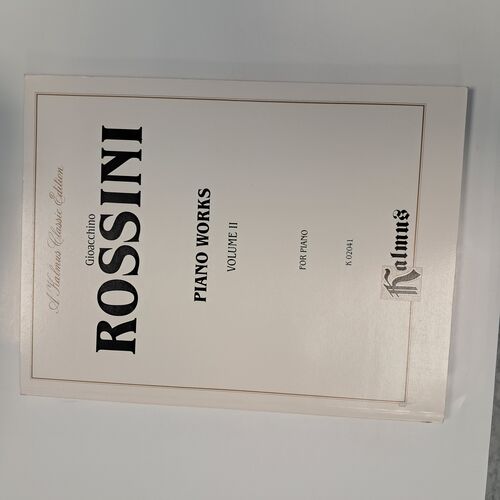 A Kalmus Classic Edition
Gioacchino
ROSSINI
PIANO WORKS
VOLUME II
FOR PIANO
K 02041
Kalmus